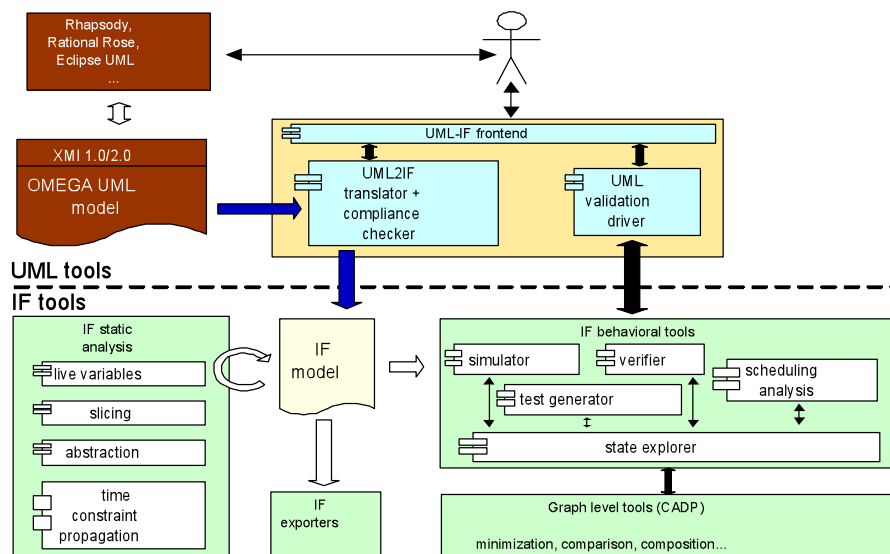 Rhapsody,
Rational Rose,
Eclipse UML
...
XMI 1.0/2.0
OMEGA UML
model
UML-IF frontend
UML2IF
translator +
compliance
checker
UML
validation
driver
UML tools
IF tools
IF static
analysis
live variables
slicing
abstraction
time
constraint
propagation
IF
model
IF
exporters
IF behavioral tools
simulator
verifier
scheduling
analysis
test generator
state explorer
Graph level tools (CADP)
minimization, comparison, composition...